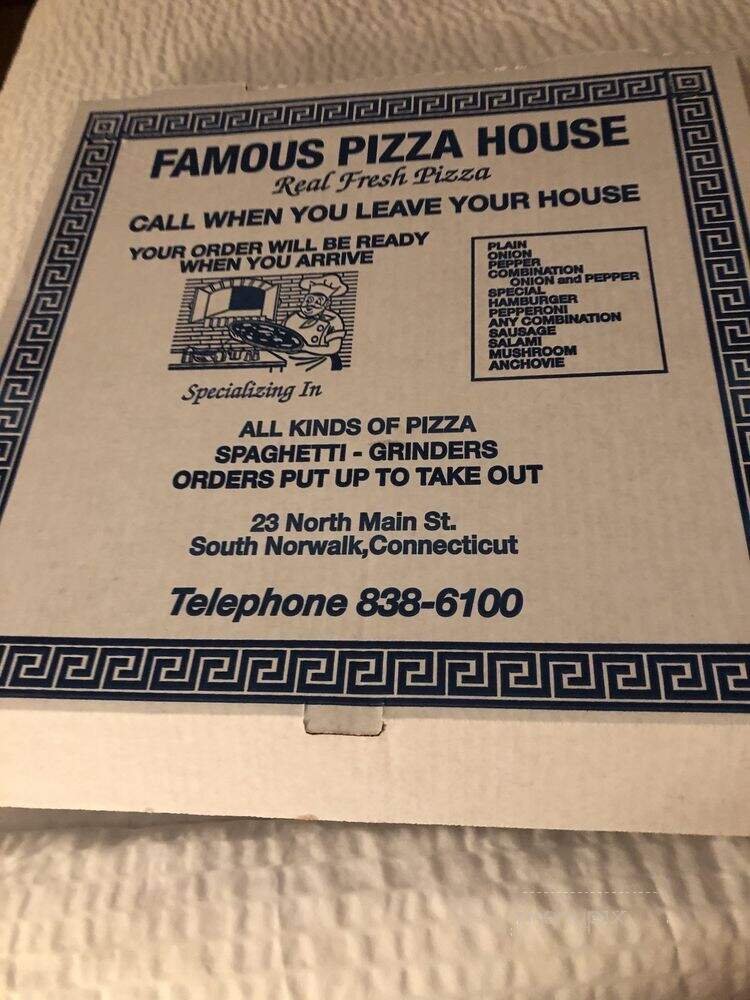 FAMOUS PIZZA HOUSE
Real Fresh Pizza
CALL WHEN YOU LEAVE YOUR HOUSE
YOUR ORDER WILL BE READY
WHEN YOU ARRIVE
PLAIN
ONION
PEPPER
COMBINATION
ONION and PEPPER
SPECIAL
HAMBURGER
PEPPERONI
ANY COMBINATION
SAUSAGE
SALAMI
MUSHROOM
ANCHOVIE
Specializing In
ALL KINDS OF PIZZA
SPAGHETTI - GRINDERS
ORDERS PUT UP TO TAKE OUT
23 North Main St.
South Norwalk,Connecticut
Telephone 838-6100